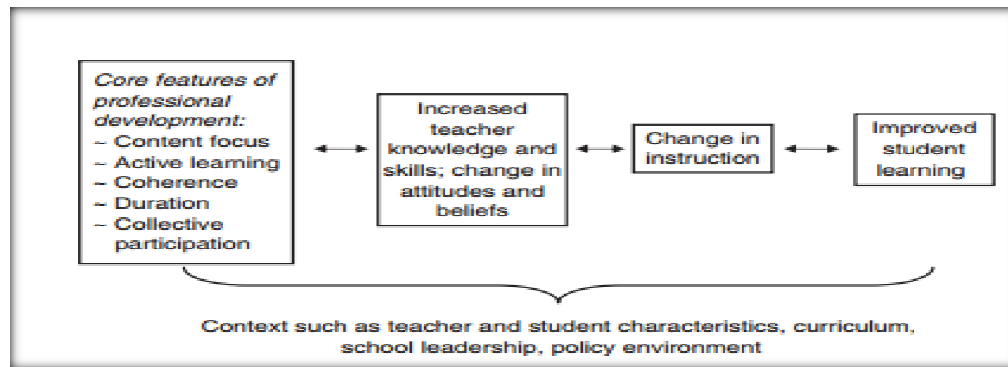 Core features of
professional
development:
~ Content focus
~ Active learning
~ Coherence
~ Duration
~ Collective
participation
Increased
teacher
knowledge and
skills; change in
attitudes and
beliefs
Change in
instruction
Improved
student
learning
Context such as teacher and student characteristics, curriculum,
school leadership, policy environment